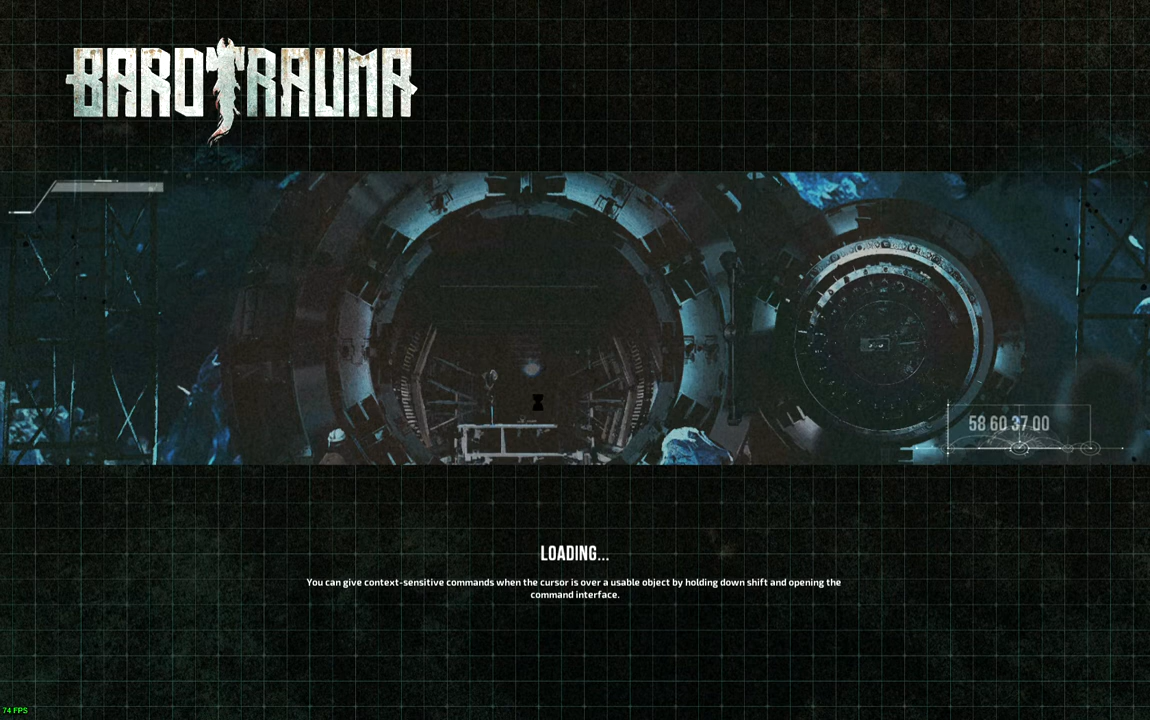 BAROTRAUMA
58 60 37 00
LOADING...
You can give context-sensitive commands when the cursor is over a usable object by holding down shift and opening the
command interface.
74 FPS